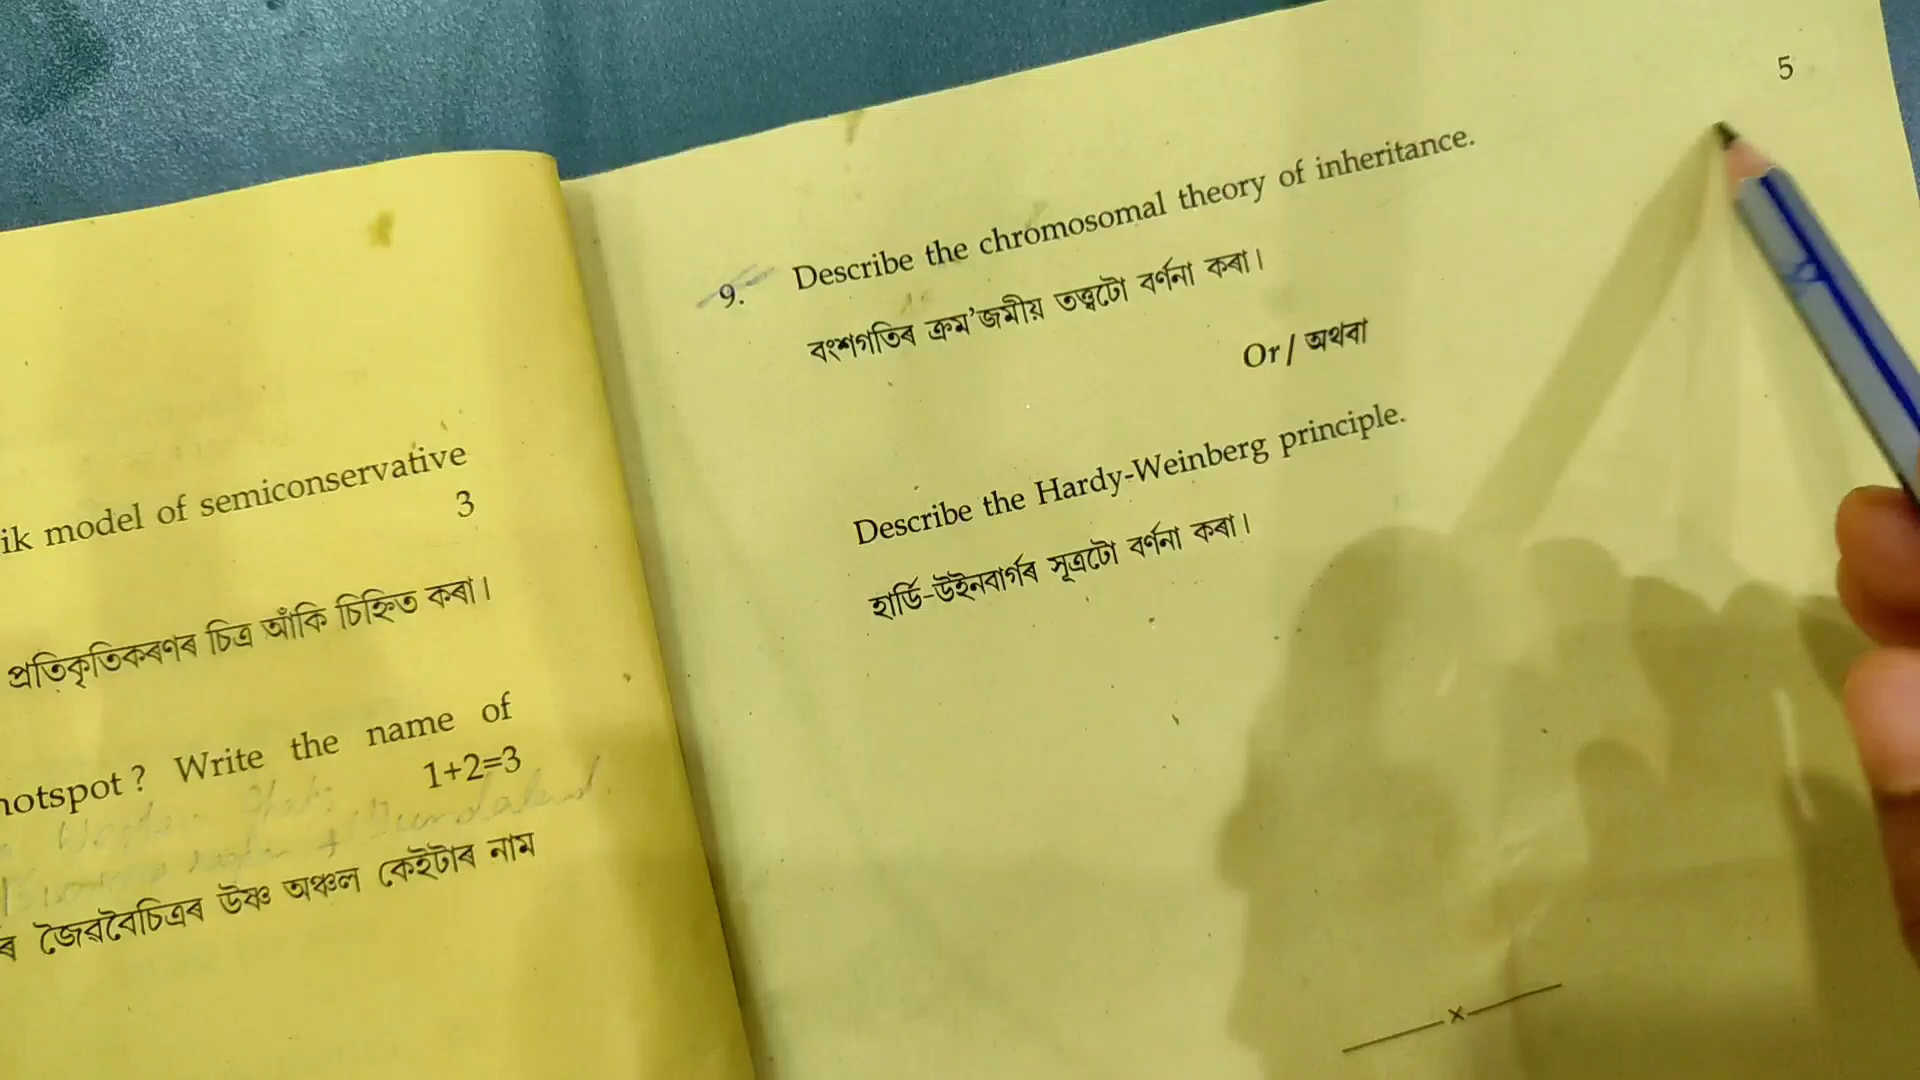 ik model of semiconservative
3
প্ৰতিকৃতিকৰণৰ চিত্ৰ আঁকি চিহ্নিত কৰা।
hotspot ? Write the name of
1+2=3
ৰ জৈৱবৈচিত্ৰৰ উষ্ণ অঞ্চল কেইটাৰ নাম
5
9. Describe the chromosomal theory of inheritance.
বংশগতিৰ ক্ৰম'জমীয় তত্ত্বটো বৰ্ণনা কৰা।
Or / অথবা
Describe the Hardy-Weinberg principle.
হাৰ্ডি-উইনবাৰ্গৰ সূত্ৰটো বৰ্ণনা কৰা।
x